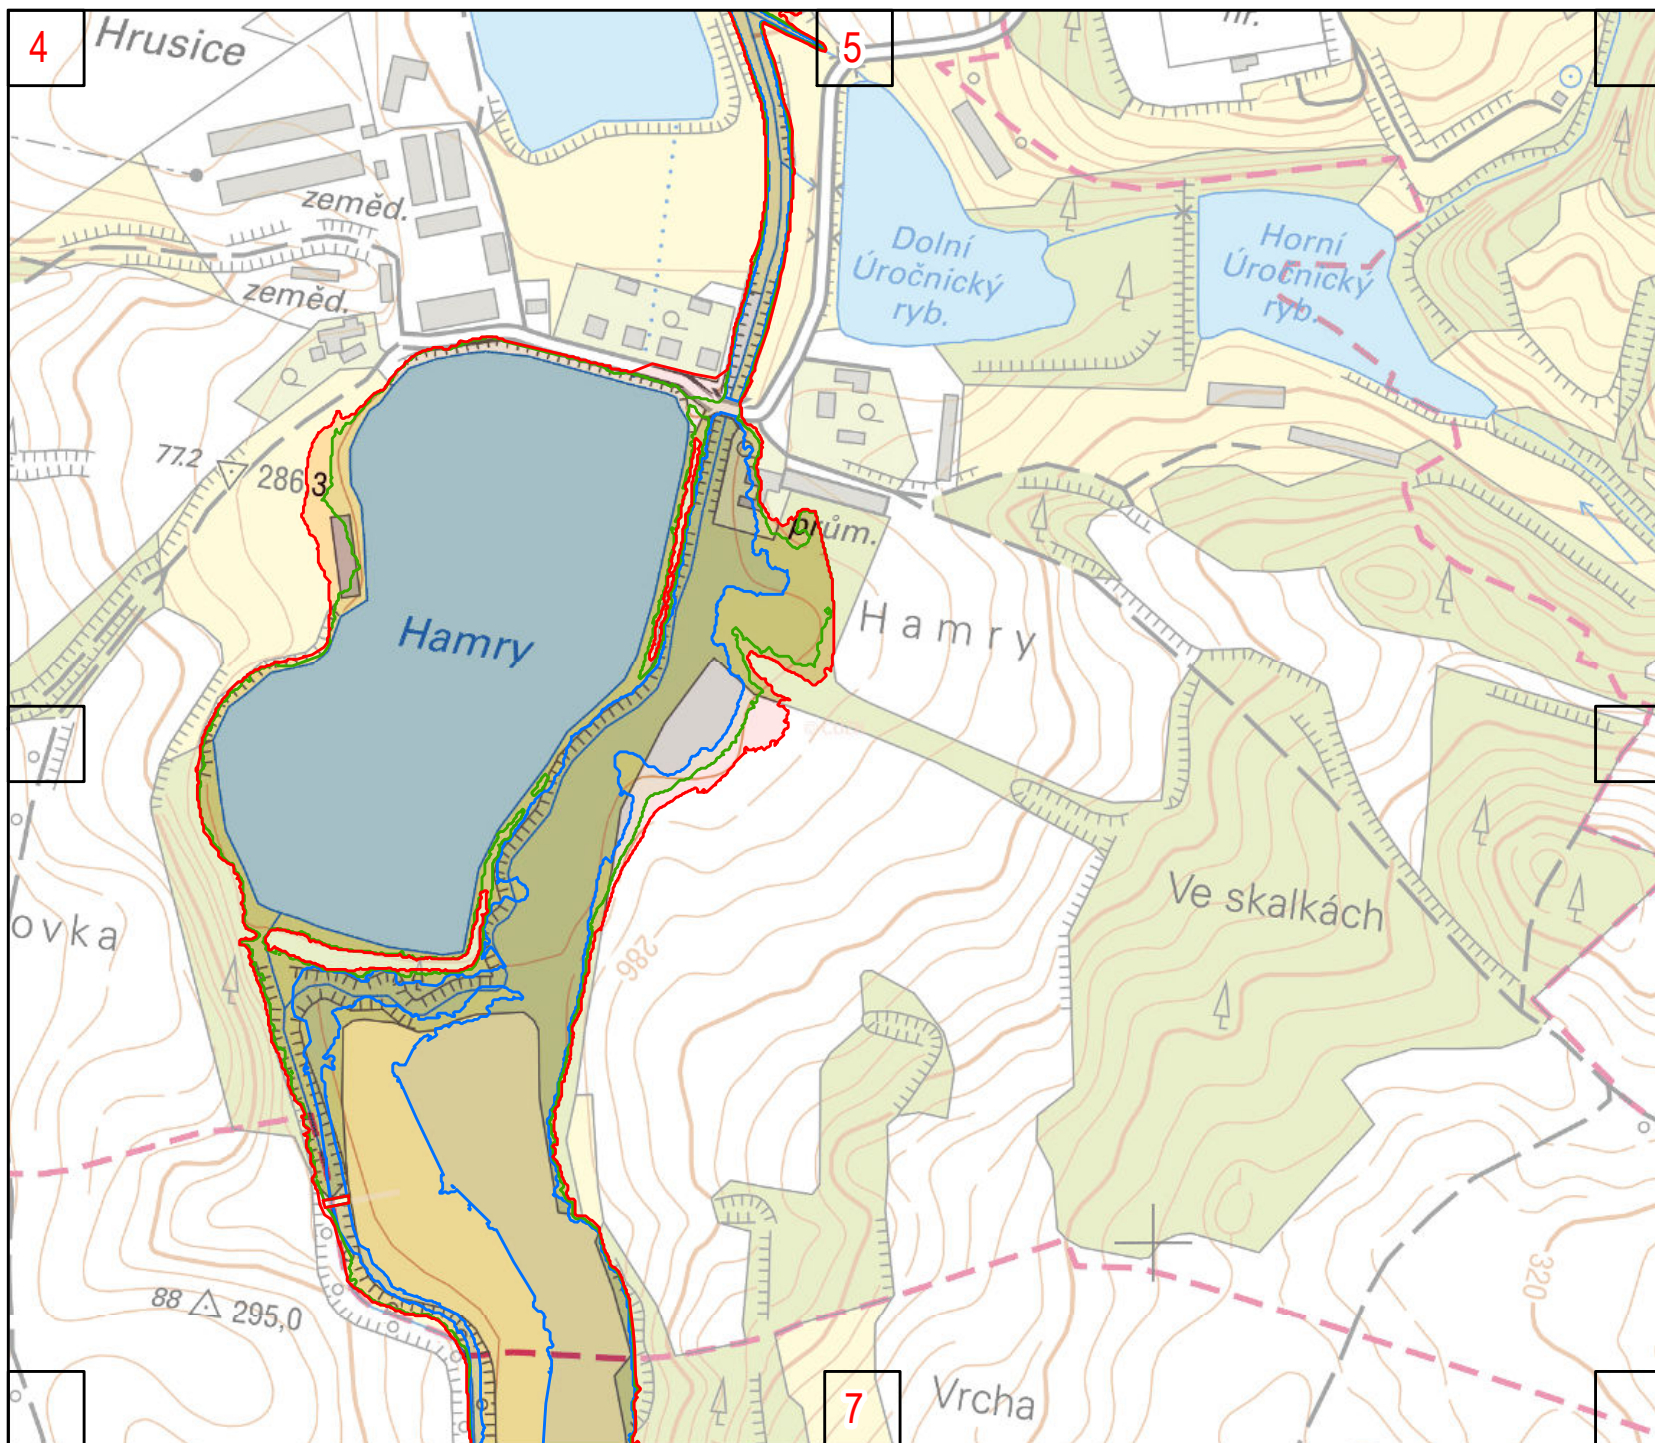 4
Hrusice
5
zeměd.
Dolní
Úročnický
ryb.
Horní
Úročnický
ryb.
zeměd.
77.2
286,3
prům.
Hamry
Hamry
ovka
Ve skalkách
286
88
295,0
320
7
Vrcha